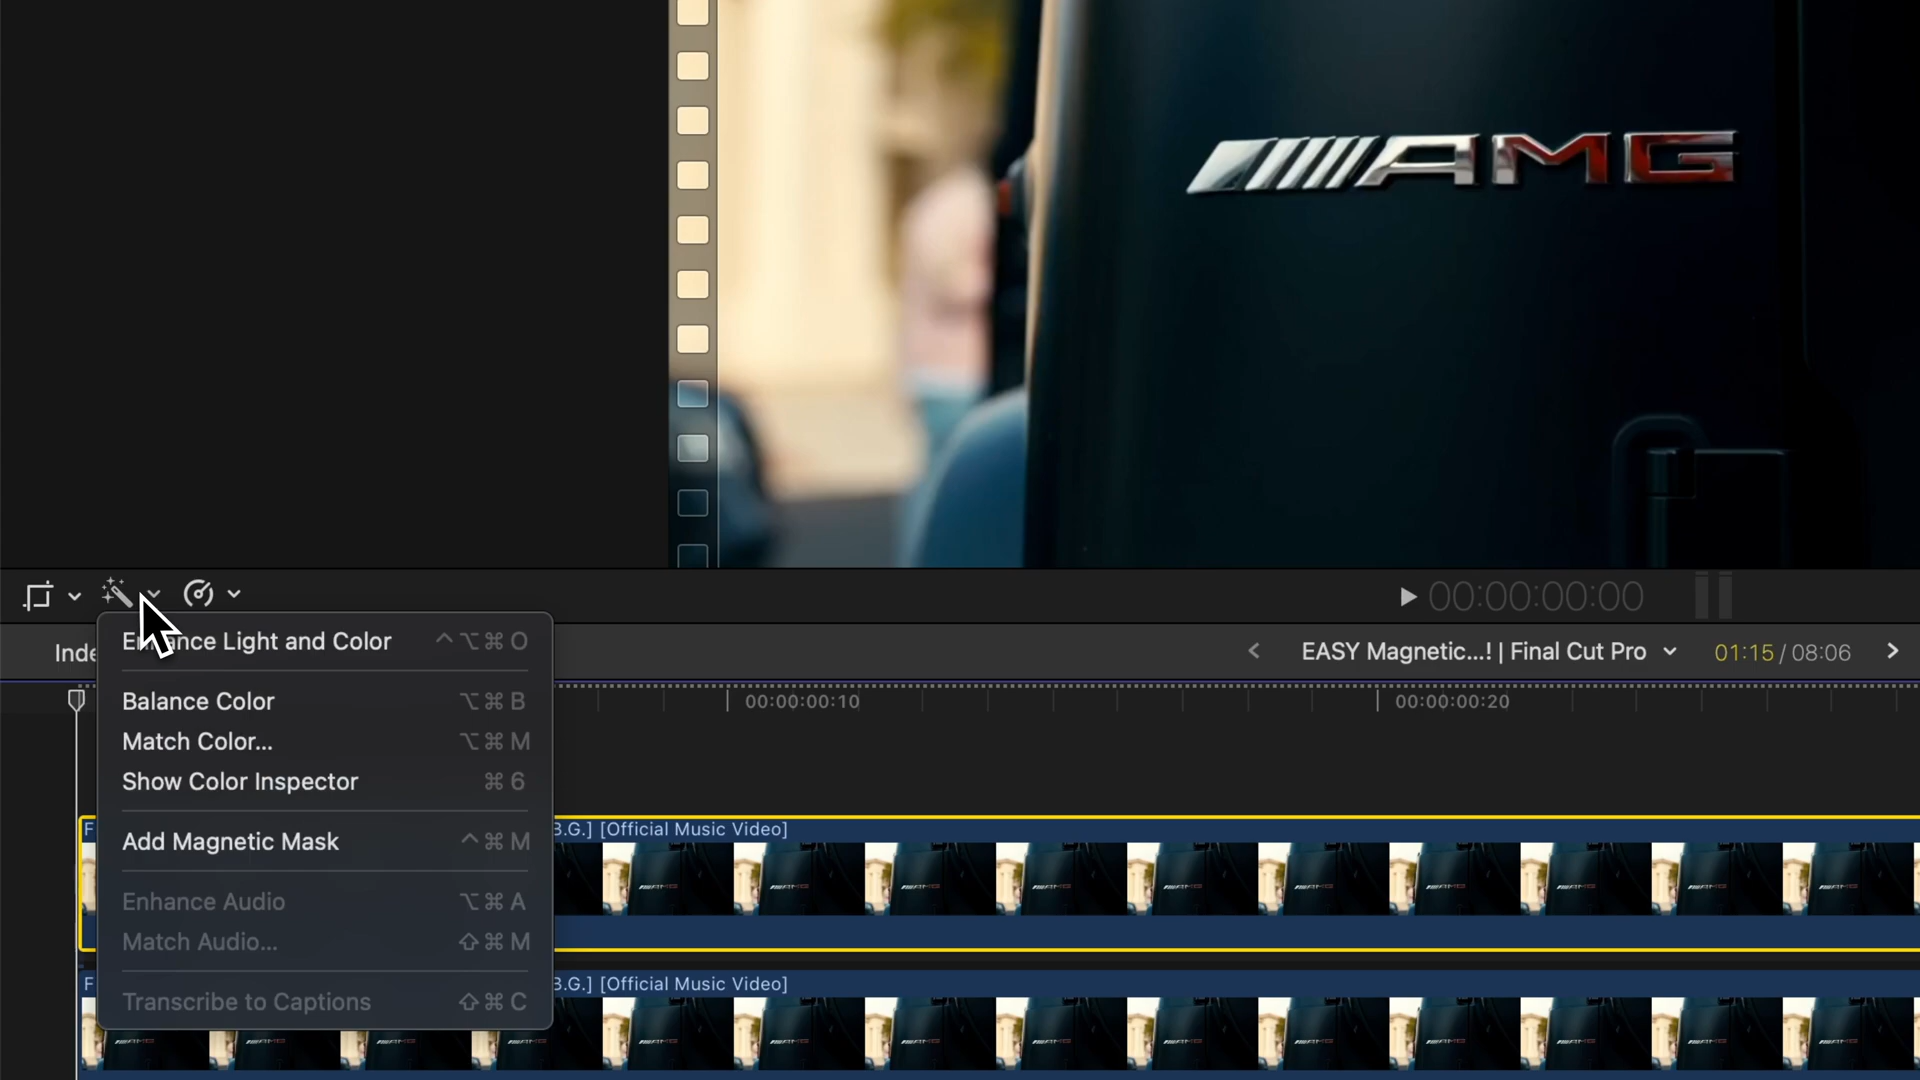 AMG
00:00:00:00
Enhance Light and Color ^⌥⌘O
Inde
EASY Magnetic...! | Final Cut Pro
01:15 / 08:06
Balance Color ⌥⌘B
00:00:00:10
00:00:00:20
Match Color... ⌥⌘M
Show Color Inspector ⌘6
F
B.G.] [Official Music Video]
Add Magnetic Mask ^⌘M
Enhance Audio ⌥⌘A
Match Audio... ⇧⌘M
F
B.G.] [Official Music Video]
Transcribe to Captions ⇧⌘C